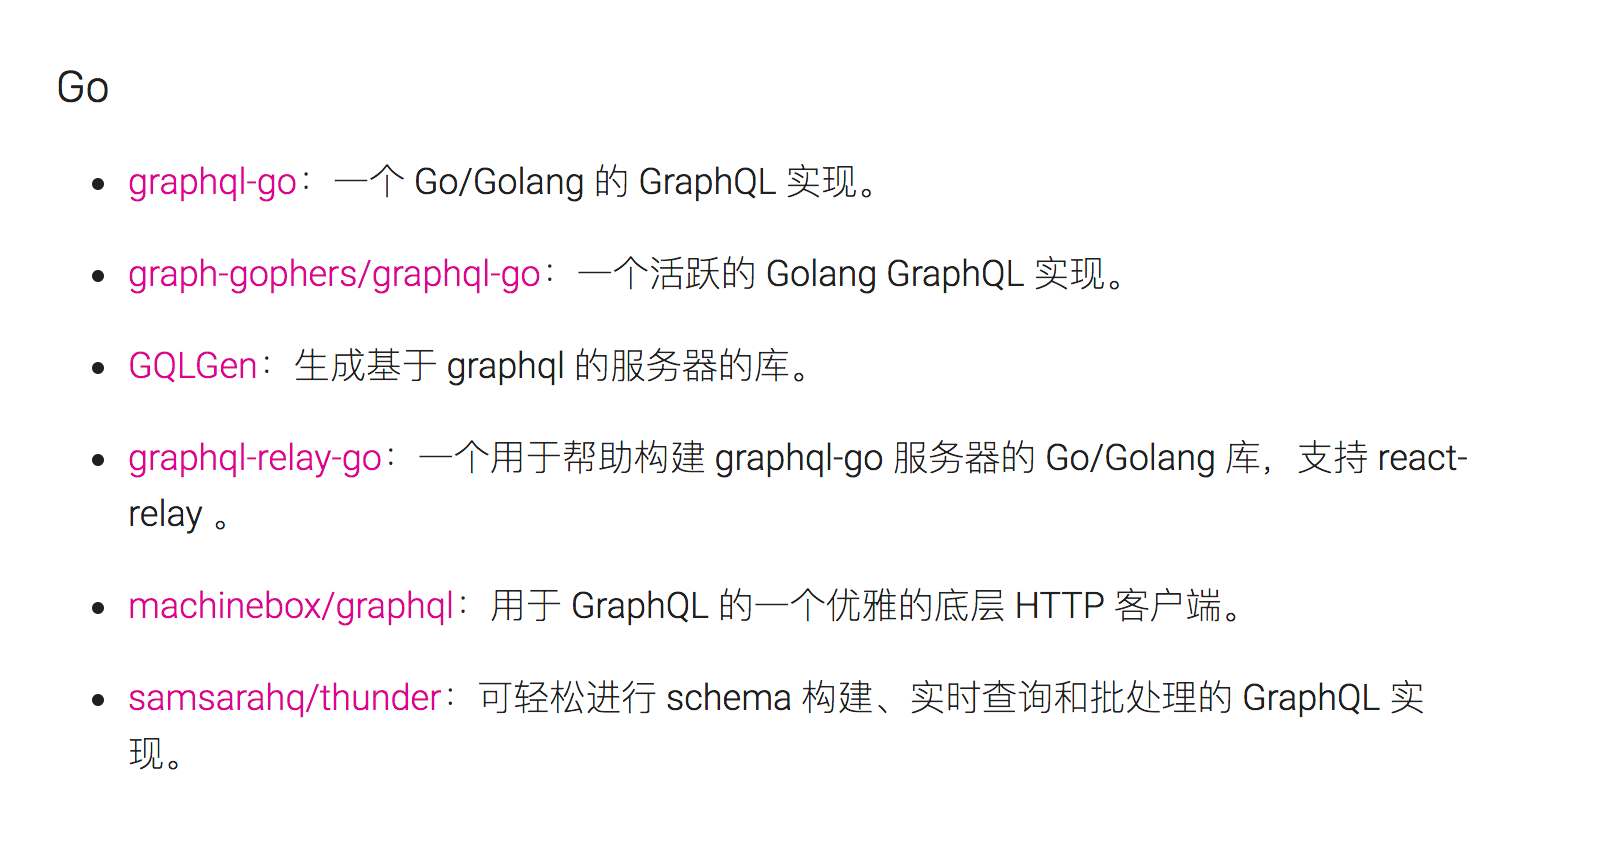 Go
graphql-go：一个 Go/Golang 的 GraphQL 实现。
graph-gophers/graphql-go：一个活跃的 Golang GraphQL 实现。
GQLGen：生成基于 graphql 的服务器的库。
graphql-relay-go：一个用于帮助构建 graphql-go 服务器的 Go/Golang 库，支持 react-
relay 。
machinebox/graphql：用于 GraphQL 的一个优雅的底层 HTTP 客户端。
samsarahq/thunder：可轻松进行 schema 构建、实时查询和批处理的 GraphQL 实
现。